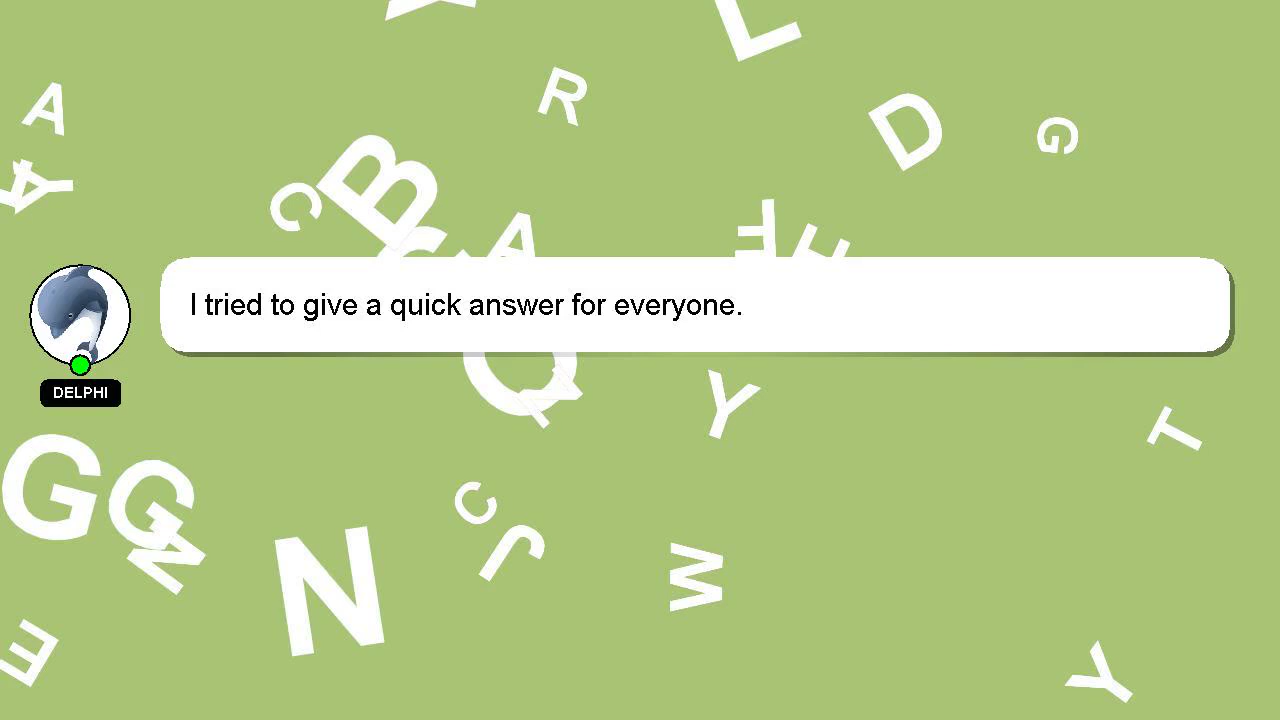 I tried to give a quick answer for everyone.
DELPHI
L
R
A
D
G
B
Y
A
C
A
Y
T
G
G
N
C
J
N
W
E
Y